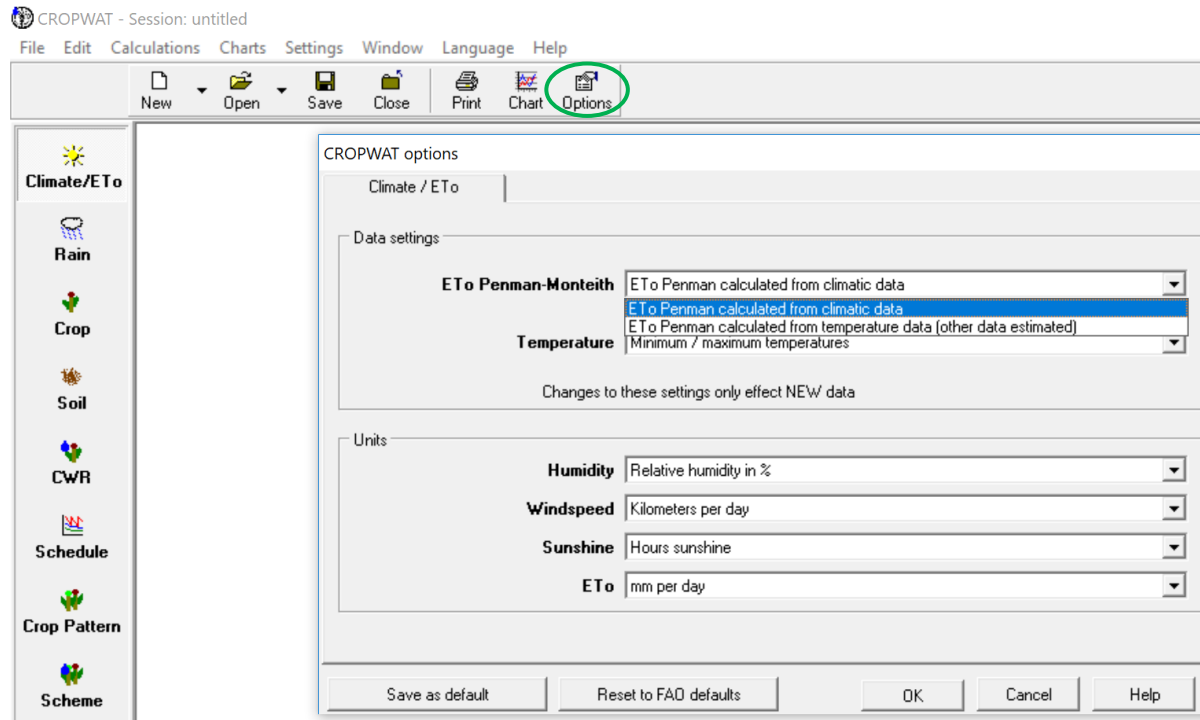 CROPWAT - Session: untitled
File Edit Calculations Charts Settings Window Language Help
New Open Save Close Print Chart Options
Climate/ETo
Rain
Crop
Soil
CWR
Schedule
Crop Pattern
Scheme
CROPWAT options
Climate / ETo
Data settings
ETo Penman-Monteith ETo Penman calculated from climatic data
ETo Penman calculated from climatic data
ETo Penman calculated from temperature data (other data estimated)
Temperature Minimum / maximum temperatures
Changes to these settings only effect NEW data
Units
Humidity Relative humidity in %
Windspeed Kilometers per day
Sunshine Hours sunshine
ETo mm per day
Save as default Reset to FAO defaults OK Cancel Help